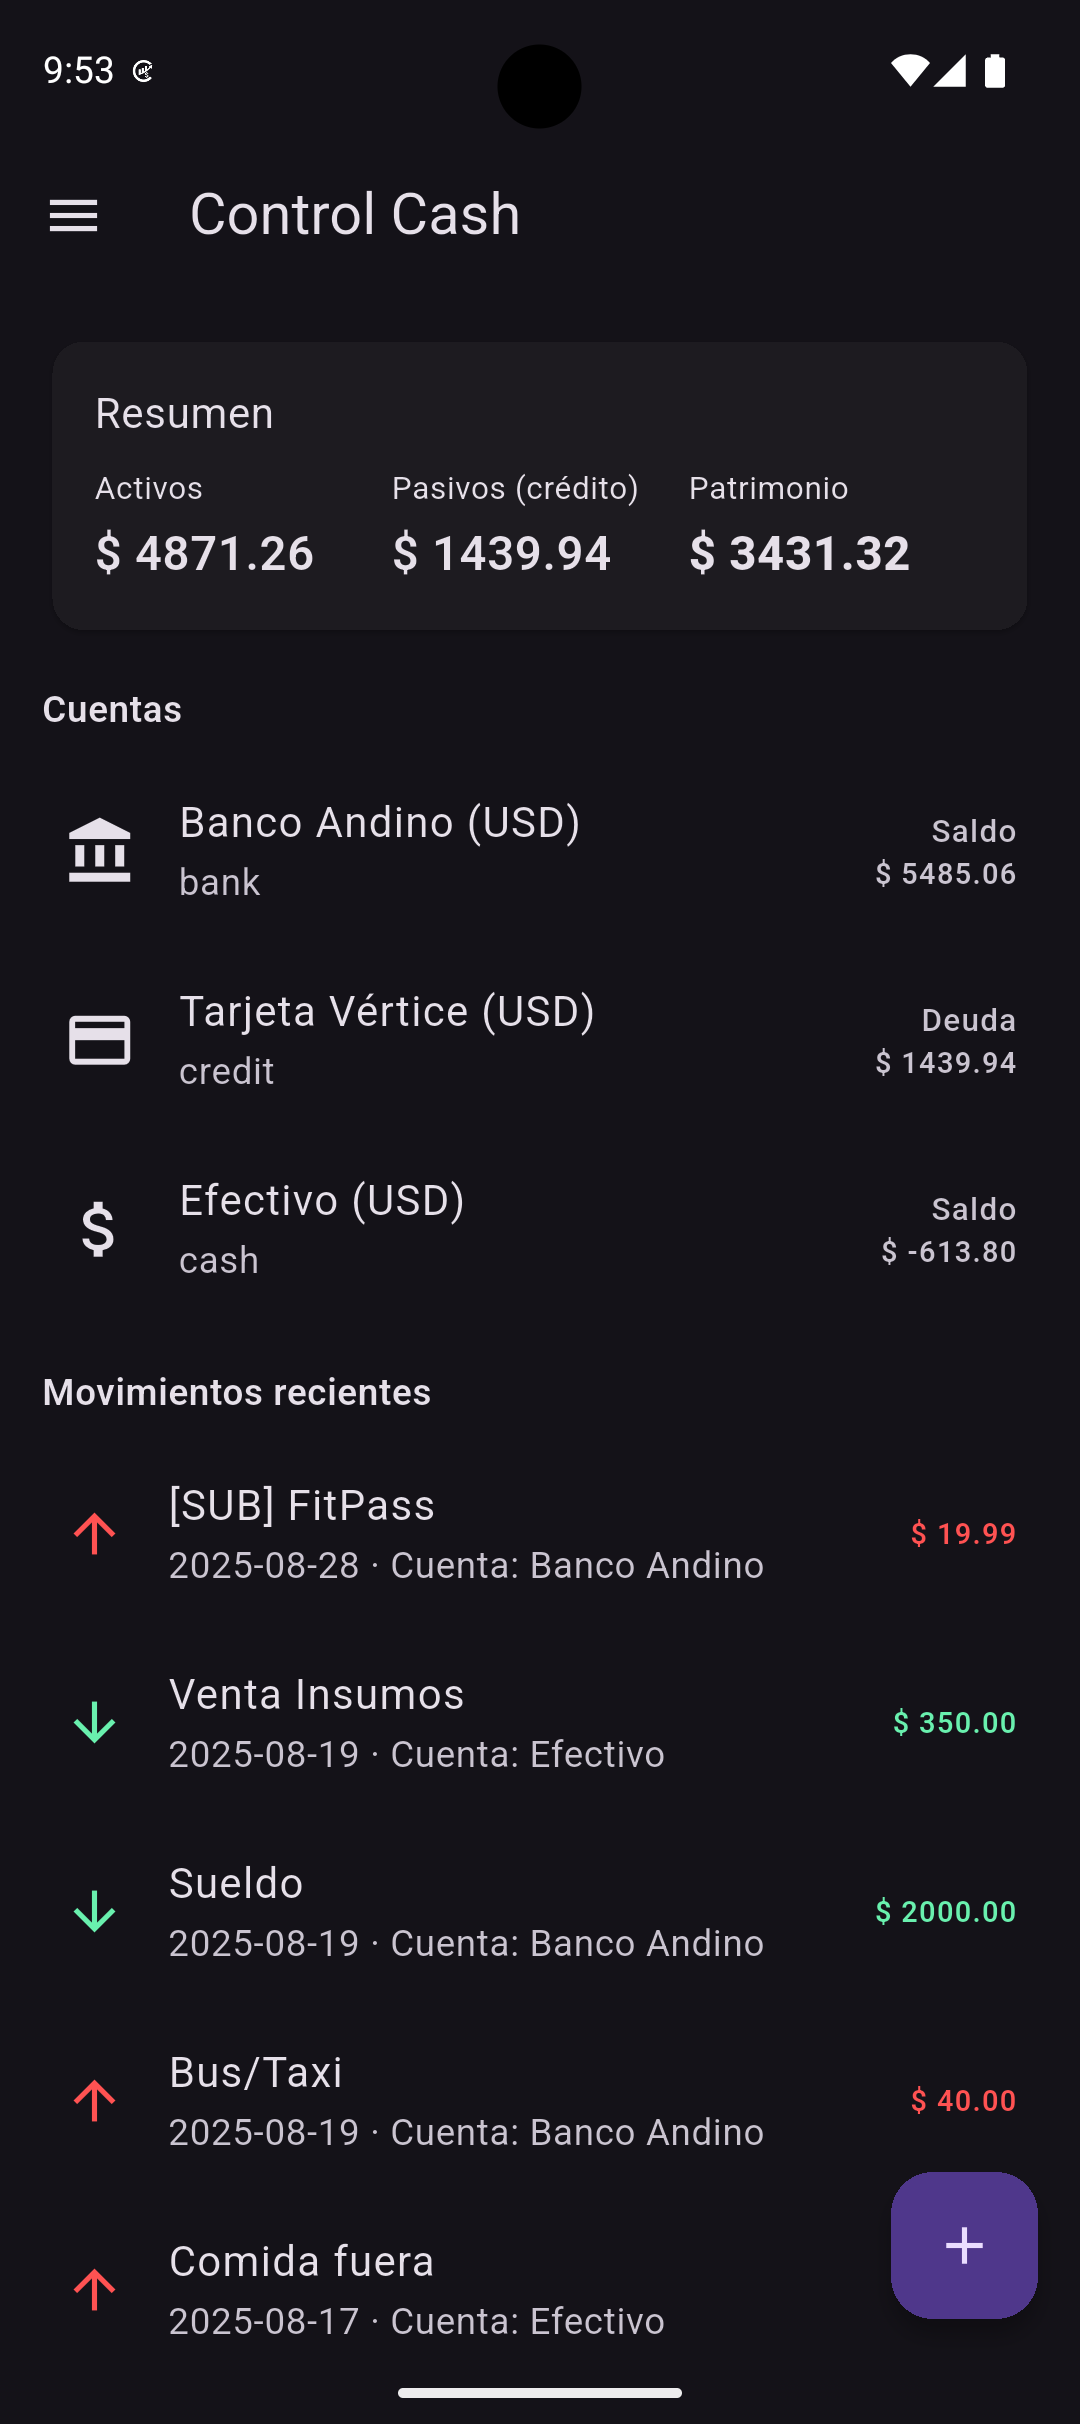 9:53
Control Cash
Resumen
Activos Pasivos (crédito) Patrimonio
$ 4871.26 $ 1439.94 $ 3431.32
Cuentas
Banco Andino (USD)
bank
Saldo
$ 5485.06
Tarjeta Vértice (USD)
credit
Deuda
$ 1439.94
Efectivo (USD)
cash
Saldo
$ -613.80
Movimientos recientes
[SUB] FitPass
2025-08-28 · Cuenta: Banco Andino
$ 19.99
Venta Insumos
2025-08-19 · Cuenta: Efectivo
$ 350.00
Sueldo
2025-08-19 · Cuenta: Banco Andino
$ 2000.00
Bus/Taxi
2025-08-19 · Cuenta: Banco Andino
$ 40.00
Comida fuera
2025-08-17 · Cuenta: Efectivo